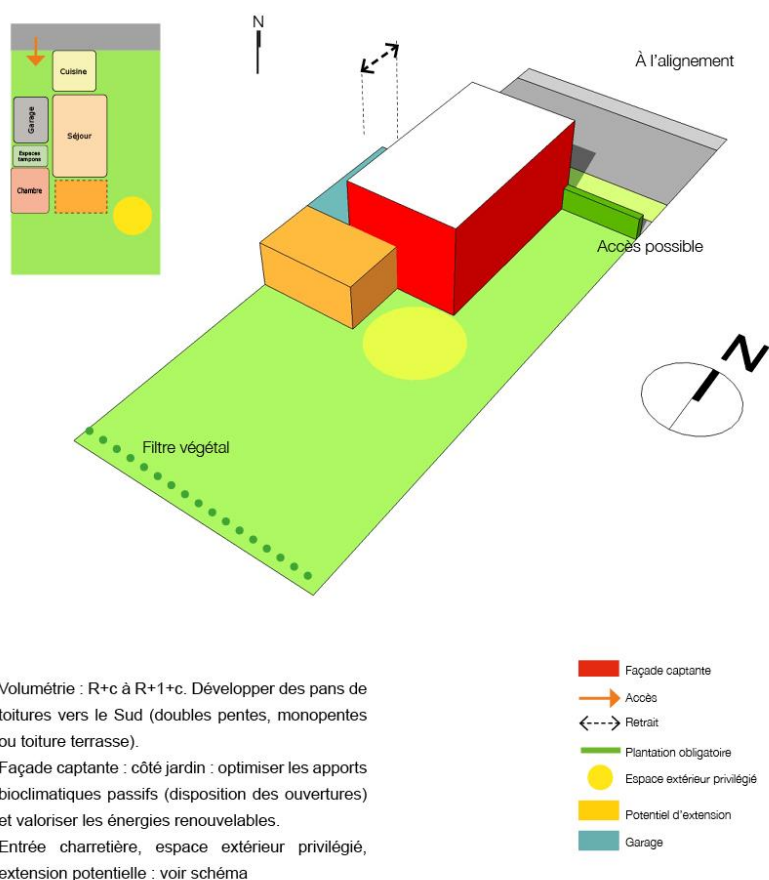 N
À l'alignement
Cuisine
Garage
Séjour
Espaces
tampons
Chambre
Accès possible
N
Filtre végétal
Volumétrie : R+c à R+1+c. Développer des pans de
toitures vers le Sud (doubles pentes, monopentes
ou toiture terrasse).
Façade captante : côté jardin : optimiser les apports
bioclimatiques passifs (disposition des ouvertures)
et valoriser les énergies renouvelables.
Entrée charretière, espace extérieur privilégié,
extension potentielle : voir schéma
Façade captante
Accès
Retrait
Plantation obligatoire
Espace extérieur privilégié
Potentiel d'extension
Garage